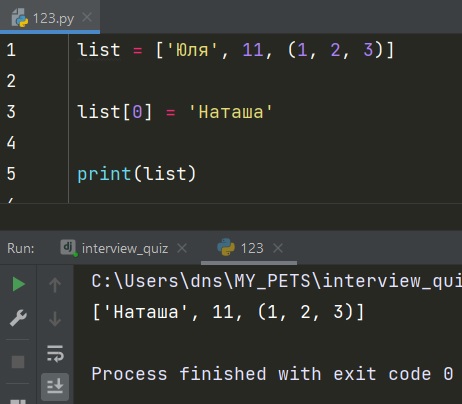 123.py
1 list = ['Юля', 11, (1, 2, 3)]
2
3 list[0] = 'Наташа'
4
5 print(list)
Run: interview_quiz 123
C:\Users\dns\MY_PETS\interview_qui
['Наташа', 11, (1, 2, 3)]
Process finished with exit code 0